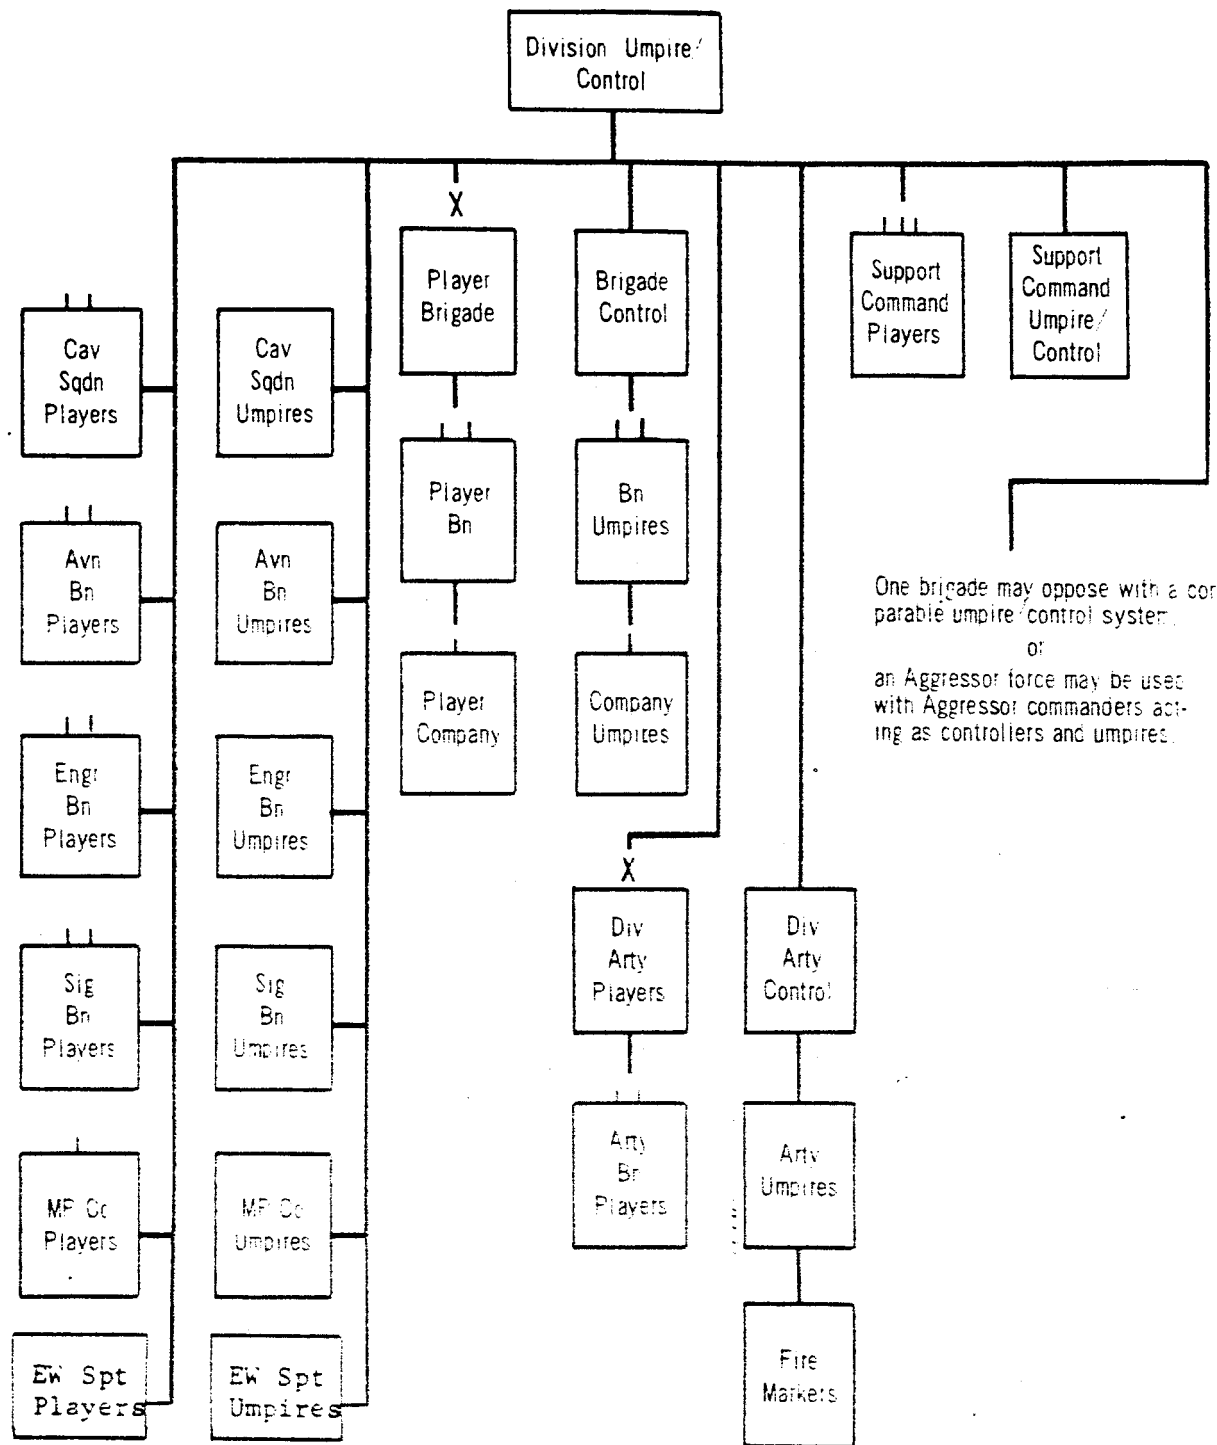 Division Umpire/
Control
X
Player
Brigade
Brigade
Control
Support
Command
Players
Support
Command
Umpire/
Control
Cav
Sqdn
Players
Cav
Sqdn
Umpires
Player
Bn
Bn
Umpires
Avn
Bn
Players
Avn
Bn
Umpires
One brigade may oppose with a com
parable umpire/control system,
or
an Aggressor force may be used
with Aggressor commanders act-
ing as controllers and umpires.
Player
Company
Company
Umpires
Engr
Bn
Players
Engr
Bn
Umpires
X
Div
Arty
Players
Div
Arty
Control
Sig
Bn
Players
Sig
Bn
Umpires
Arty
Bn
Players
Arty
Umpires
MP Co
Players
MP Co
Umpires
EW Spt
Players
EW Spt
Umpires
Fire
Markers